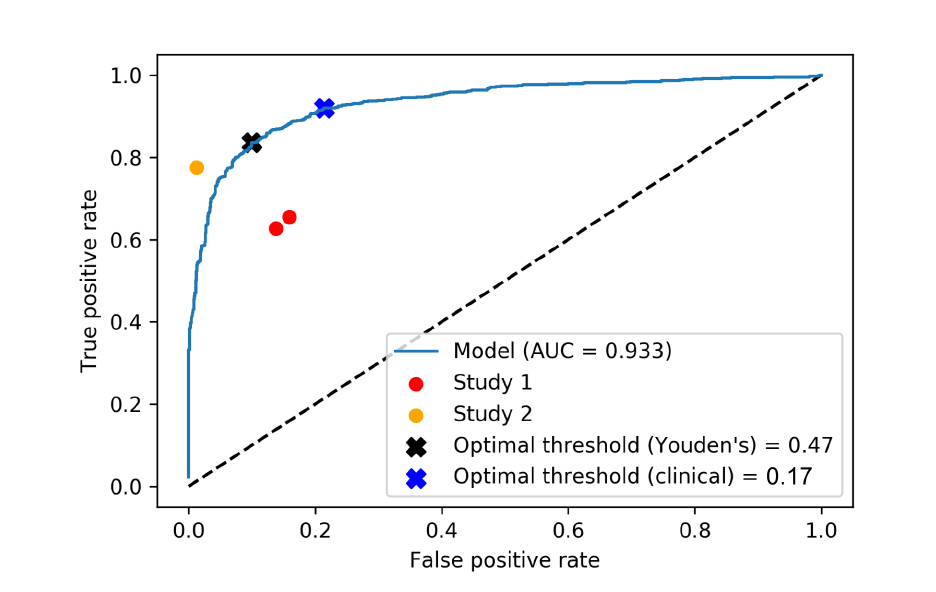 1.0
0.8
0.6
0.4
0.2
0.0
True positive rate
Model (AUC = 0.933)
Study 1
Study 2
Optimal threshold (Youden's) = 0.47
Optimal threshold (clinical) = 0.17
0.0 0.2 0.4 0.6 0.8 1.0
False positive rate